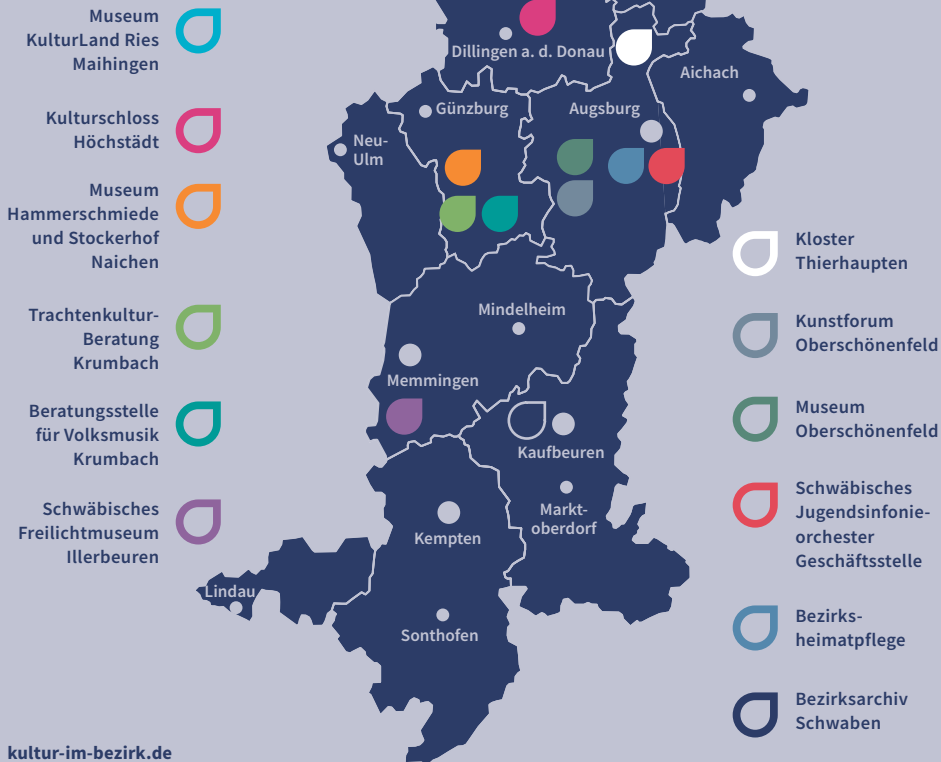 Museum
KulturLand Ries
Maihingen
Kulturschloss
Höchstädt
Museum
Hammerschmiede
und Stockerhof
Naichen
Trachtenkultur-
Beratung
Krumbach
Beratungsstelle
für Volksmusik
Krumbach
Schwäbisches
Freilichtmuseum
Illerbeuren
Dillingen a. d. Donau
Aichach
Günzburg
Augsburg
Neu-
Ulm
Mindelheim
Memmingen
Kaufbeuren
Markt-
oberdorf
Kempten
Lindau
Sonthofen
Kloster
Thierhaupten
Kunstforum
Oberschönenfeld
Museum
Oberschönenfeld
Schwäbisches
Jugendsinfonie-
orchester
Geschäftsstelle
Bezirks-
heimatpflege
Bezirksarchiv
Schwaben
kultur-im-bezirk.de